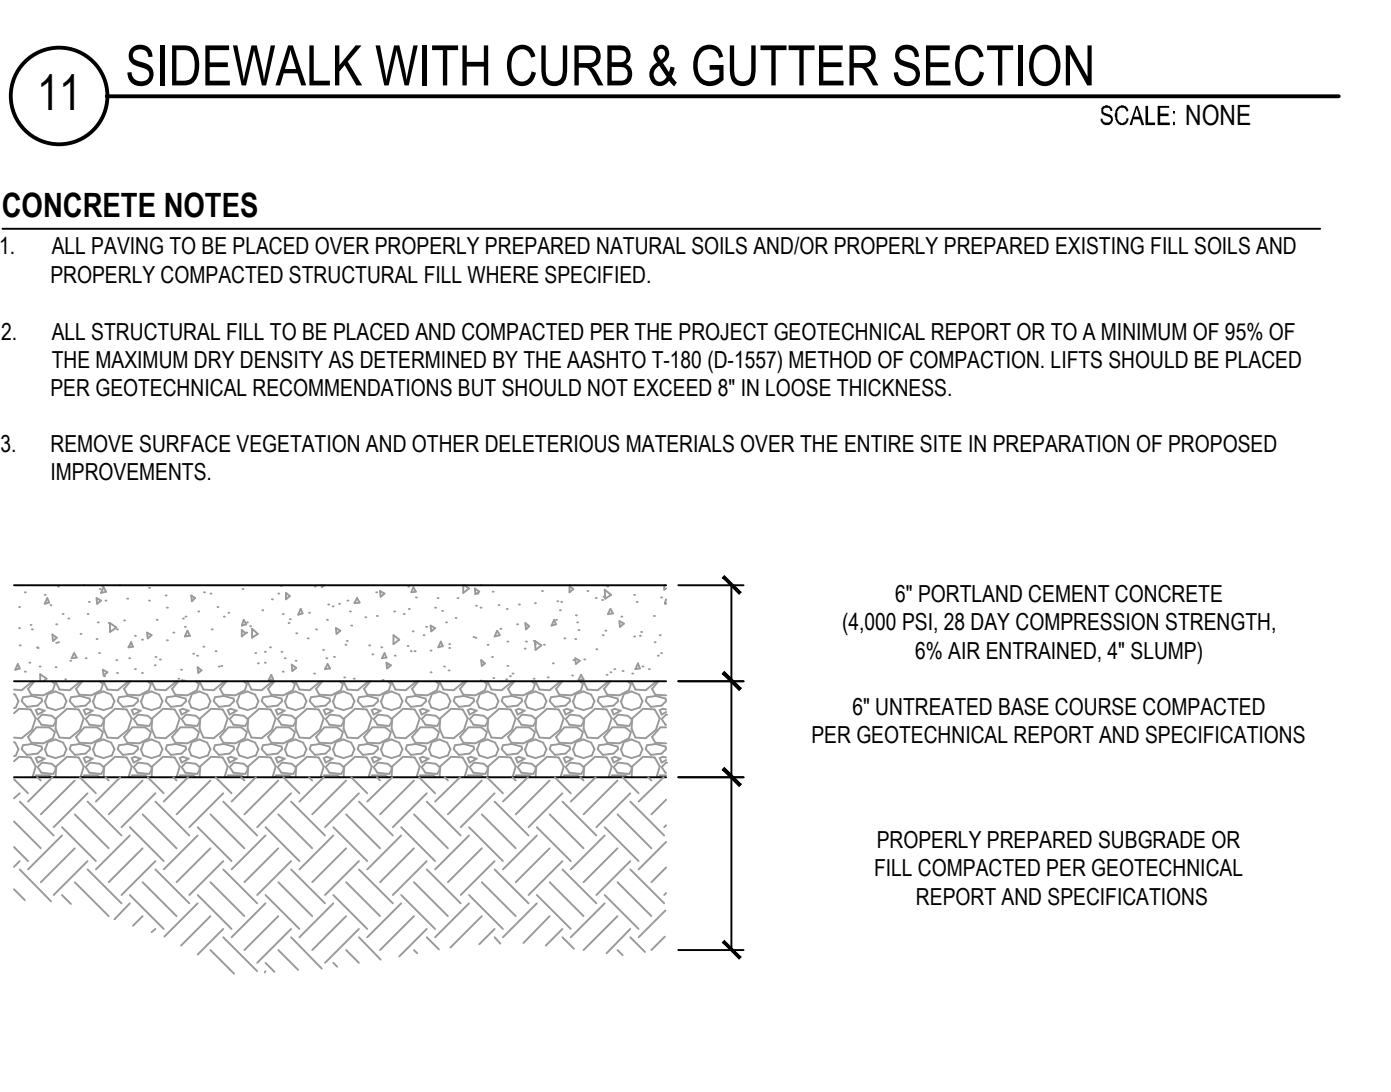 11
SIDEWALK WITH CURB & GUTTER SECTION
SCALE: NONE
CONCRETE NOTES
1. ALL PAVING TO BE PLACED OVER PROPERLY PREPARED NATURAL SOILS AND/OR PROPERLY PREPARED EXISTING FILL SOILS AND
PROPERLY COMPACTED STRUCTURAL FILL WHERE SPECIFIED.
2. ALL STRUCTURAL FILL TO BE PLACED AND COMPACTED PER THE PROJECT GEOTECHNICAL REPORT OR TO A MINIMUM OF 95% OF
THE MAXIMUM DRY DENSITY AS DETERMINED BY THE AASHTO T-180 (D-1557) METHOD OF COMPACTION. LIFTS SHOULD BE PLACED
PER GEOTECHNICAL RECOMMENDATIONS BUT SHOULD NOT EXCEED 8" IN LOOSE THICKNESS.
3. REMOVE SURFACE VEGETATION AND OTHER DELETERIOUS MATERIALS OVER THE ENTIRE SITE IN PREPARATION OF PROPOSED
IMPROVEMENTS.
6" PORTLAND CEMENT CONCRETE
(4,000 PSI, 28 DAY COMPRESSION STRENGTH,
6% AIR ENTRAINED, 4" SLUMP)
6" UNTREATED BASE COURSE COMPACTED
PER GEOTECHNICAL REPORT AND SPECIFICATIONS
PROPERLY PREPARED SUBGRADE OR
FILL COMPACTED PER GEOTECHNICAL
REPORT AND SPECIFICATIONS